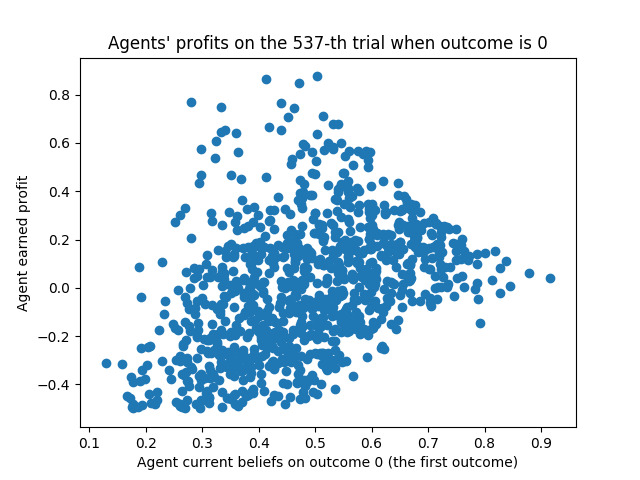 Agents' profits on the 537-th trial when outcome is 0
Agent earned profit
0.8
0.6
0.4
0.2
0.0
−0.2
−0.4
0.1 0.2 0.3 0.4 0.5 0.6 0.7 0.8 0.9
Agent current beliefs on outcome 0 (the first outcome)